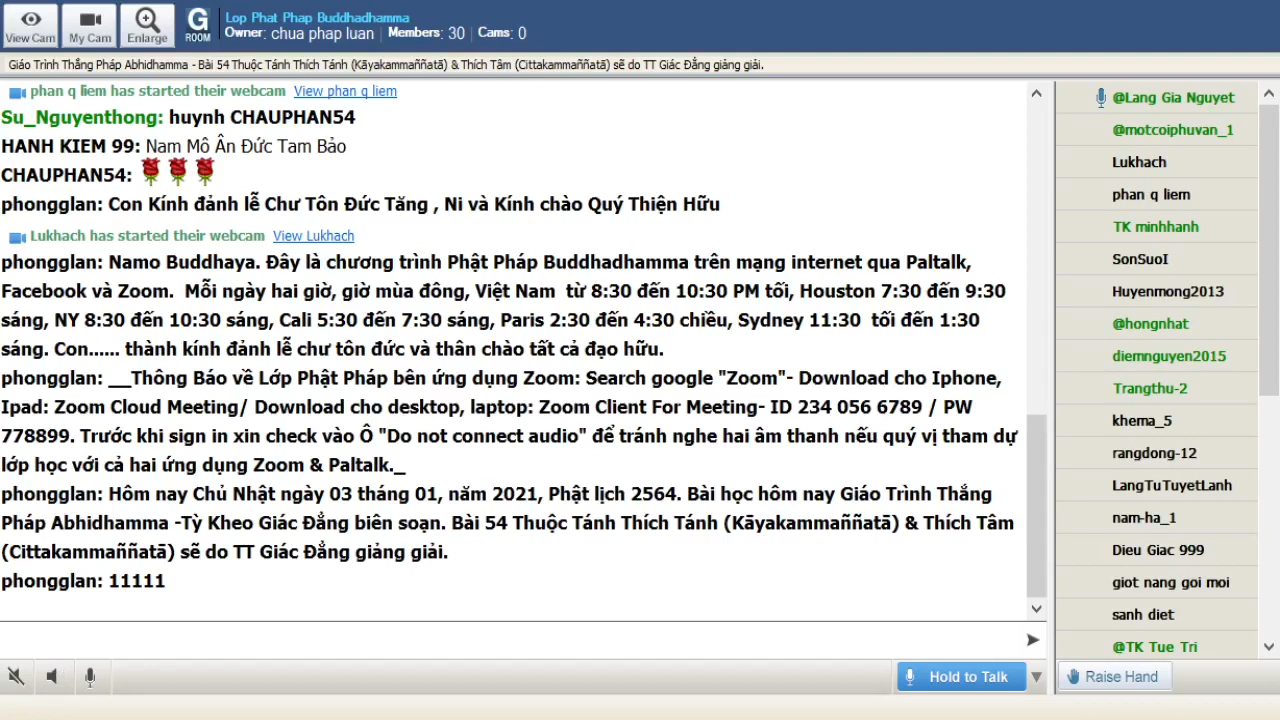 View Cam
My Cam
Enlarge
G
ROOM
Lop Phat Phap Buddhadhamma
Owner: chua phap luan | Members: 30 | Cams: 0
Giáo Trình Thắng Pháp Abhidhamma - Bài 54 Thuộc Tánh Thích Tánh (Kāyakammaññatā) & Thích Tâm (Cittakammaññatā) sẽ do TT Giác Đẳng giảng giải.
phan q liem has started their webcam View phan q liem
Su_Nguyenthong: huynh CHAUPHAN54
HANH KIEM 99: Nam Mô Ân Đức Tam Bảo
CHAUPHAN54:
phongglan: Con Kính đảnh lễ Chư Tôn Đức Tăng , Ni và Kính chào Quý Thiện Hữu
Lukhach has started their webcam View Lukhach
phongglan: Namo Buddhaya. Đây là chương trình Phật Pháp Buddhadhamma trên mạng internet qua Paltalk,
Facebook và Zoom. Mỗi ngày hai giờ, giờ mùa đông, Việt Nam từ 8:30 đến 10:30 PM tối, Houston 7:30 đến 9:30
sáng, NY 8:30 đến 10:30 sáng, Cali 5:30 đến 7:30 sáng, Paris 2:30 đến 4:30 chiều, Sydney 11:30 tối đến 1:30
sáng. Con...... thành kính đảnh lễ chư tôn đức và thân chào tất cả đạo hữu.
phongglan: __Thông Báo về Lớp Phật Pháp bên ứng dụng Zoom: Search google "Zoom"- Download cho Iphone,
Ipad: Zoom Cloud Meeting/ Download cho desktop, laptop: Zoom Client For Meeting- ID 234 056 6789 / PW
778899. Trước khi sign in xin check vào Ô "Do not connect audio" để tránh nghe hai âm thanh nếu quý vị tham dự
lớp học với cả hai ứng dụng Zoom & Paltalk._
phongglan: Hôm nay Chủ Nhật ngày 03 tháng 01, năm 2021, Phật lịch 2564. Bài học hôm nay Giáo Trình Thắng
Pháp Abhidhamma -Tỳ Kheo Giác Đẳng biên soạn. Bài 54 Thuộc Tánh Thích Tánh (Kāyakammaññatā) & Thích Tâm
(Cittakammaññatā) sẽ do TT Giác Đẳng giảng giải.
phongglan: 11111
Hold to Talk
@Lang Gia Nguyet
@motcoiphuvan_1
Lukhach
phan q liem
TK minhhanh
SonSuoI
Huyenmong2013
@hongnhat
diemnguyen2015
Trangthu-2
khema_5
rangdong-12
LangTuTuyetLanh
nam-ha_1
Dieu Giac 999
giot nang goi moi
sanh diet
@TK Tue Tri
Raise Hand